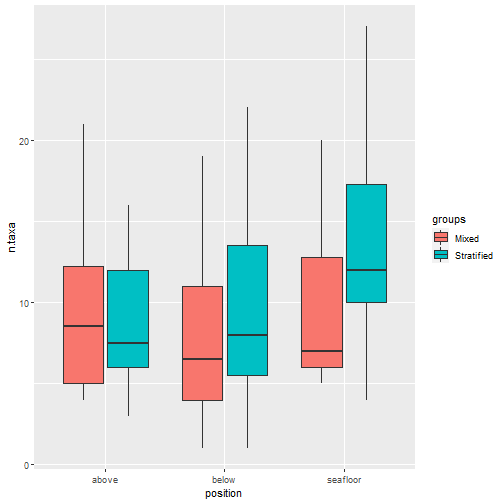 n.taxa
20
10
0
above
below
seafloor
position
groups
Mixed
Stratified